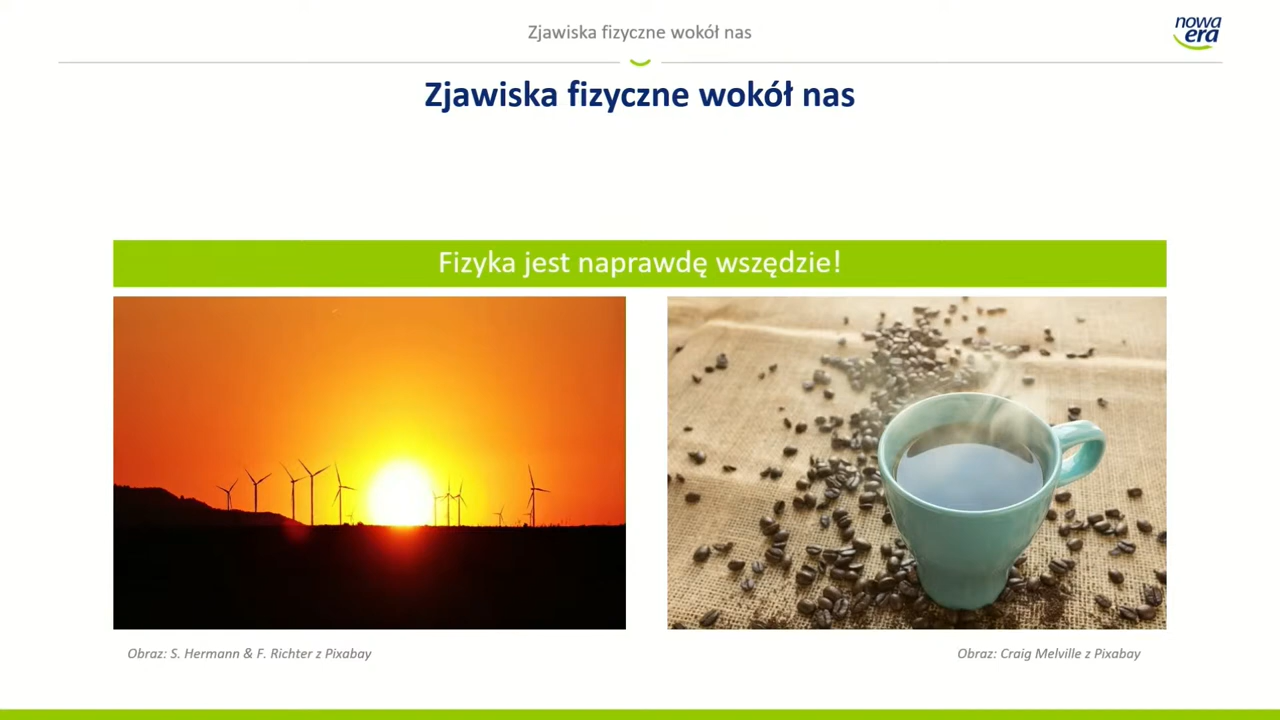 Zjawiska fizyczne wokół nas
nowa
era
Zjawiska fizyczne wokół nas
Fizyka jest naprawdę wszędzie!
Obraz: S. Hermann & F. Richter z Pixabay
Obraz: Craig Melville z Pixabay